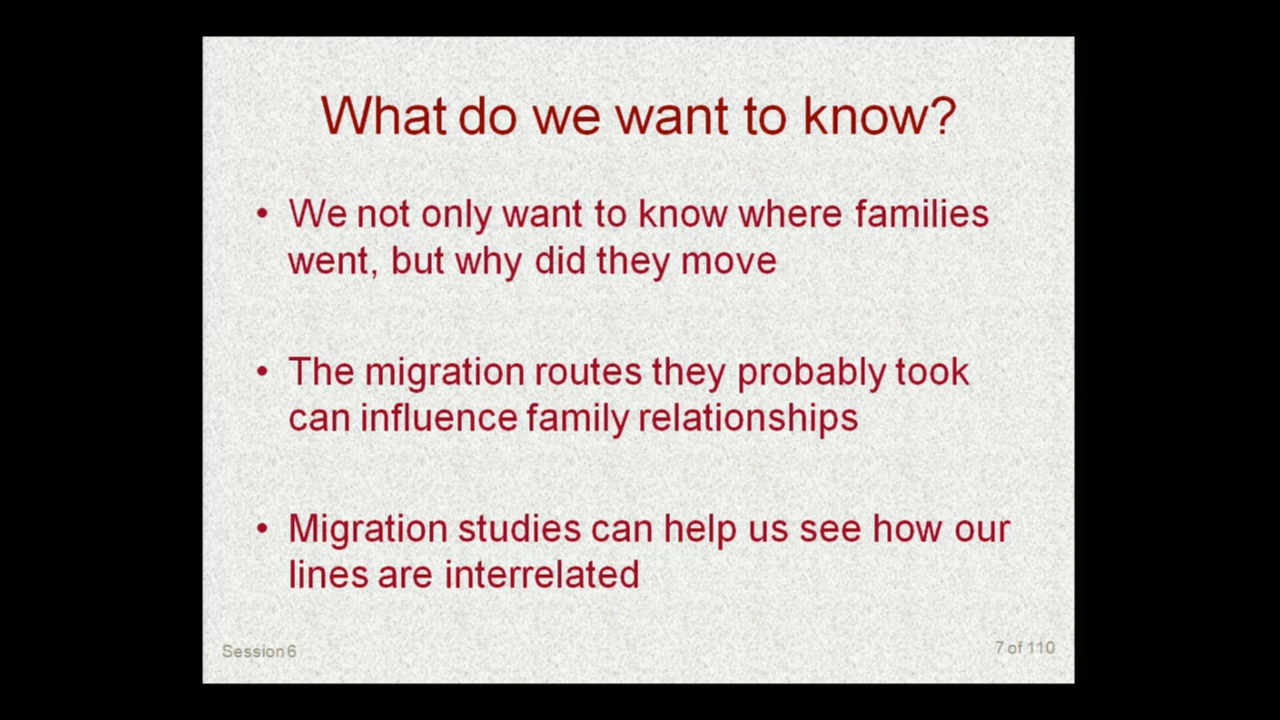 What do we want to know?
• We not only want to know where families
went, but why did they move
• The migration routes they probably took
can influence family relationships
• Migration studies can help us see how our
lines are interrelated
Session 6
7 of 110